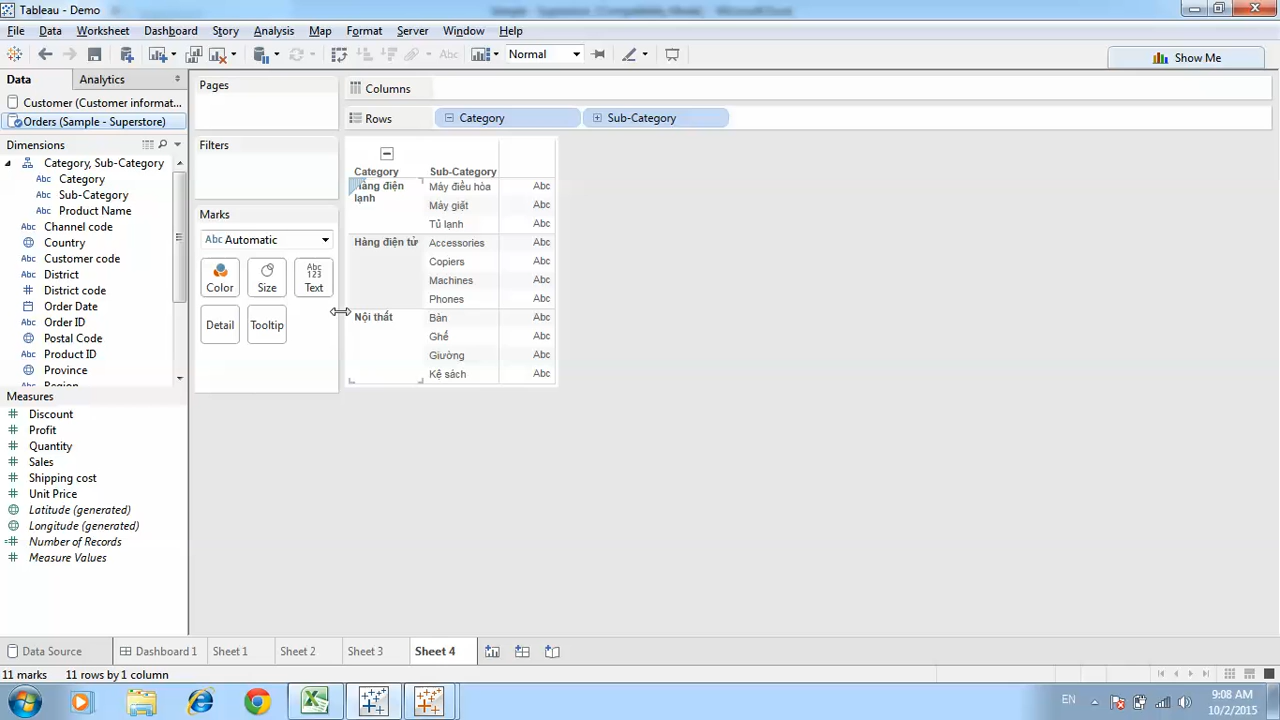 Tableau - Demo
File Data Worksheet Dashboard Story Analysis Map Format Server Window Help
Abc Normal Show Me
Data Analytics
Pages
Columns
Customer (Customer informat...
Orders (Sample - Superstore)
Rows Category Sub-Category
Dimensions
Filters
Category, Sub-Category
Abc Category
Abc Sub-Category
Abc Product Name
Abc Channel code
Country
Abc Customer code
Abc District
District code
Order Date
Abc Order ID
Postal Code
Abc Product ID
Province
Abc Region
Marks
Abc Automatic
Color Size Abc 123 Text
Detail Tooltip
Category Sub-Category
Hàng điện lạnh Máy điều hòa Abc
Máy giặt Abc
Tủ lạnh Abc
Hàng điện tử Accessories Abc
Copiers Abc
Machines Abc
Phones Abc
Nội thất Bàn Abc
Ghế Abc
Giường Abc
Kệ sách Abc
Measures
Discount
Profit
Quantity
Sales
Shipping cost
Unit Price
Latitude (generated)
Longitude (generated)
Number of Records
Measure Values
Data Source Dashboard 1 Sheet 1 Sheet 2 Sheet 3 Sheet 4
11 marks 11 rows by 1 column
EN 9:08 AM
10/2/2015